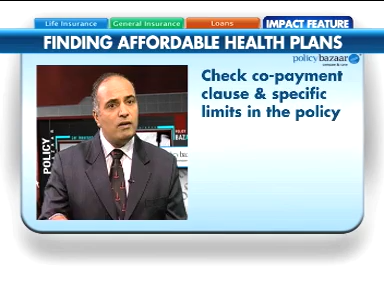 Life Insurance
General Insurance
Loans
IMPACT FEATURE
FINDING AFFORDABLE HEALTH PLANS
policybazaar
Check co-payment
clause & specific
limits in the policy
POLICY